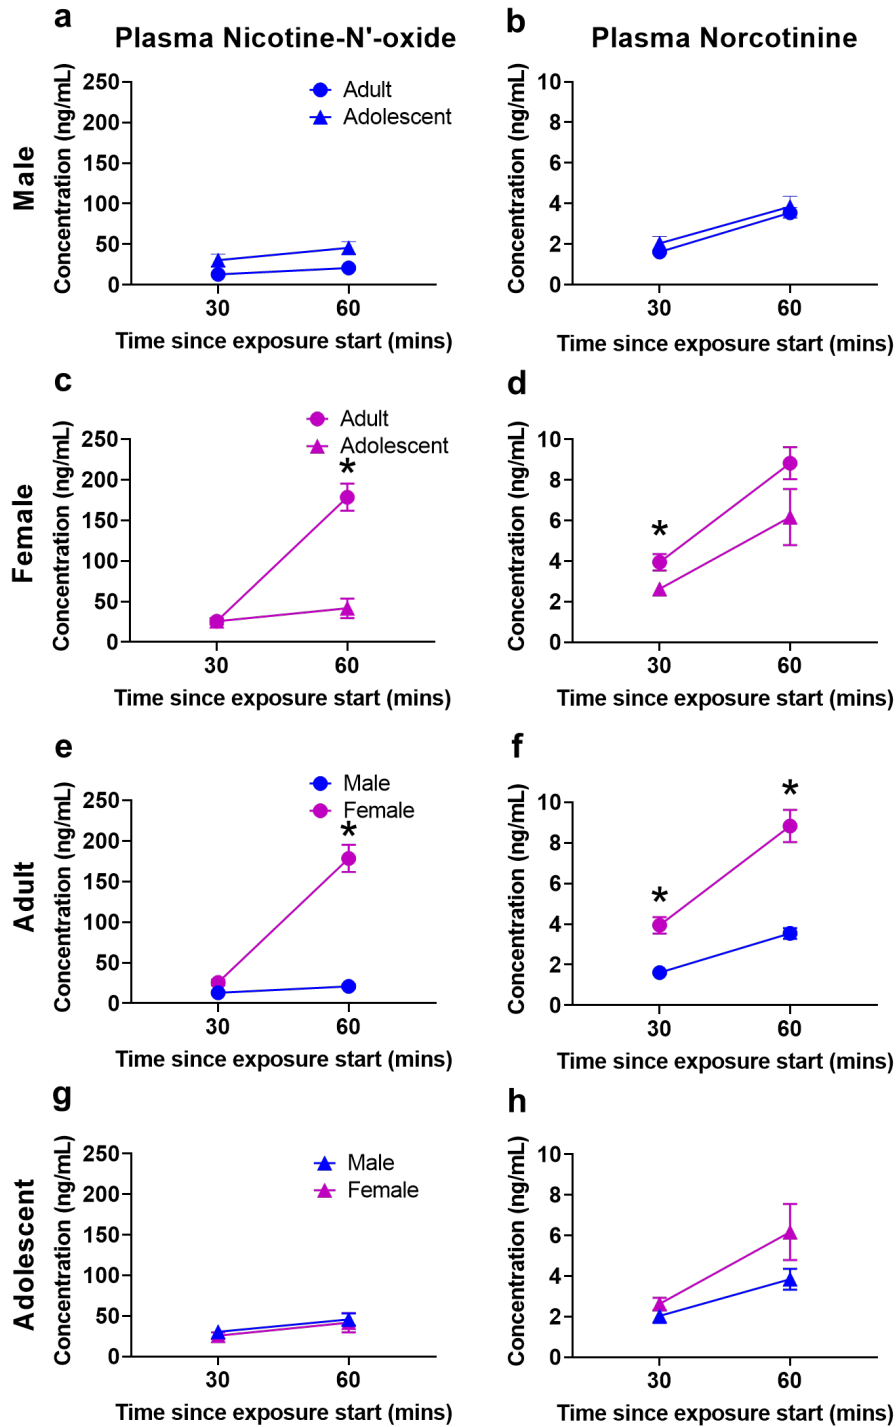 a
Plasma Nicotine-N'-oxide
b
Plasma Norcotinine
Male
Concentration (ng/mL)
250
200
150
100
50
0
30 60
Time since exposure start (mins)
Adult
Adolescent
Concentration (ng/mL)
10
8
6
4
2
0
30 60
Time since exposure start (mins)
c
Female
Concentration (ng/mL)
250
200
150
100
50
0
30 60
Time since exposure start (mins)
Adult
Adolescent
*
d
Concentration (ng/mL)
10
8
6
4
2
0
30 60
Time since exposure start (mins)
*
e
Adult
Concentration (ng/mL)
250
200
150
100
50
0
30 60
Time since exposure start (mins)
Male
Female
*
f
Concentration (ng/mL)
10
8
6
4
2
0
30 60
Time since exposure start (mins)
*
*
g
Adolescent
Concentration (ng/mL)
250
200
150
100
50
0
30 60
Time since exposure start (mins)
Male
Female
h
Concentration (ng/mL)
10
8
6
4
2
0
30 60
Time since exposure start (mins)